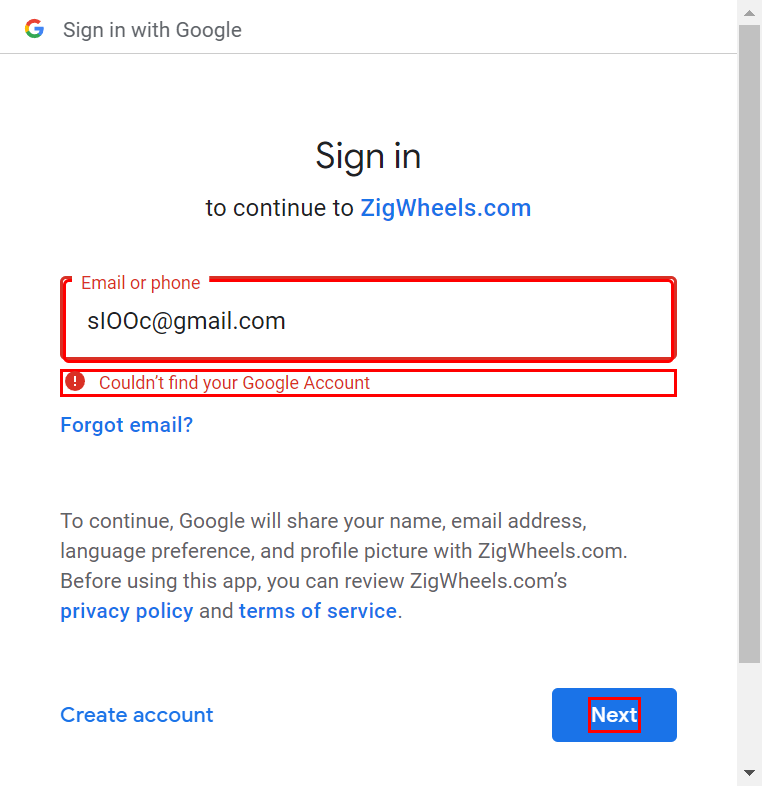 Sign in with Google
Sign in
to continue to ZigWheels.com
Email or phone
sIOOc@gmail.com
Couldn't find your Google Account
Forgot email?
To continue, Google will share your name, email address,
language preference, and profile picture with ZigWheels.com.
Before using this app, you can review ZigWheels.com's
privacy policy and terms of service.
Create account
Next